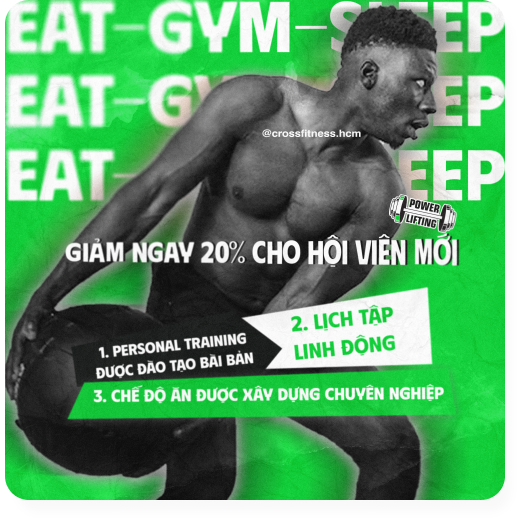 EAT-GYM-SLEEP
EAT-GY SLEEP
EAT- EEP
@crossfitness.hcm
POWER
LIFTING
GIẢM NGAY 20% CHO HỘI VIÊN MỚI
1. PERSONAL TRAINING
ĐƯỢC ĐÀO TẠO BÀI BẢN
2. LỊCH TẬP
LINH ĐỘNG
3. CHẾ ĐỘ ĂN ĐƯỢC XÂY DỰNG CHUYÊN NGHIỆP